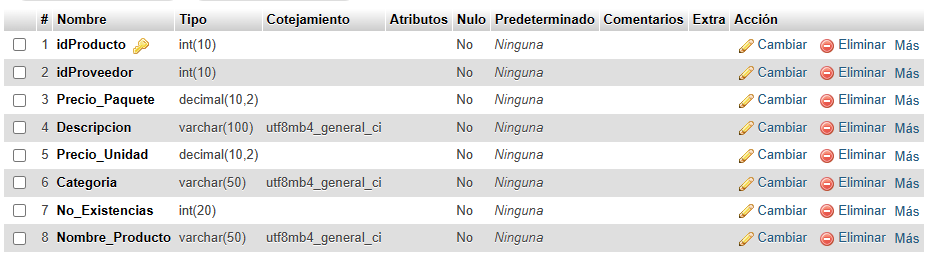 # Nombre Tipo Cotejamiento Atributos Nulo Predeterminado Comentarios Extra Acción
1 idProducto int(10) No Ninguna Cambiar Eliminar Más
2 idProveedor int(10) No Ninguna Cambiar Eliminar Más
3 Precio_Paquete decimal(10,2) No Ninguna Cambiar Eliminar Más
4 Descripcion varchar(100) utf8mb4_general_ci No Ninguna Cambiar Eliminar Más
5 Precio_Unidad decimal(10,2) No Ninguna Cambiar Eliminar Más
6 Categoria varchar(50) utf8mb4_general_ci No Ninguna Cambiar Eliminar Más
7 No_Existencias int(20) No Ninguna Cambiar Eliminar Más
8 Nombre_Producto varchar(50) utf8mb4_general_ci No Ninguna Cambiar Eliminar Más